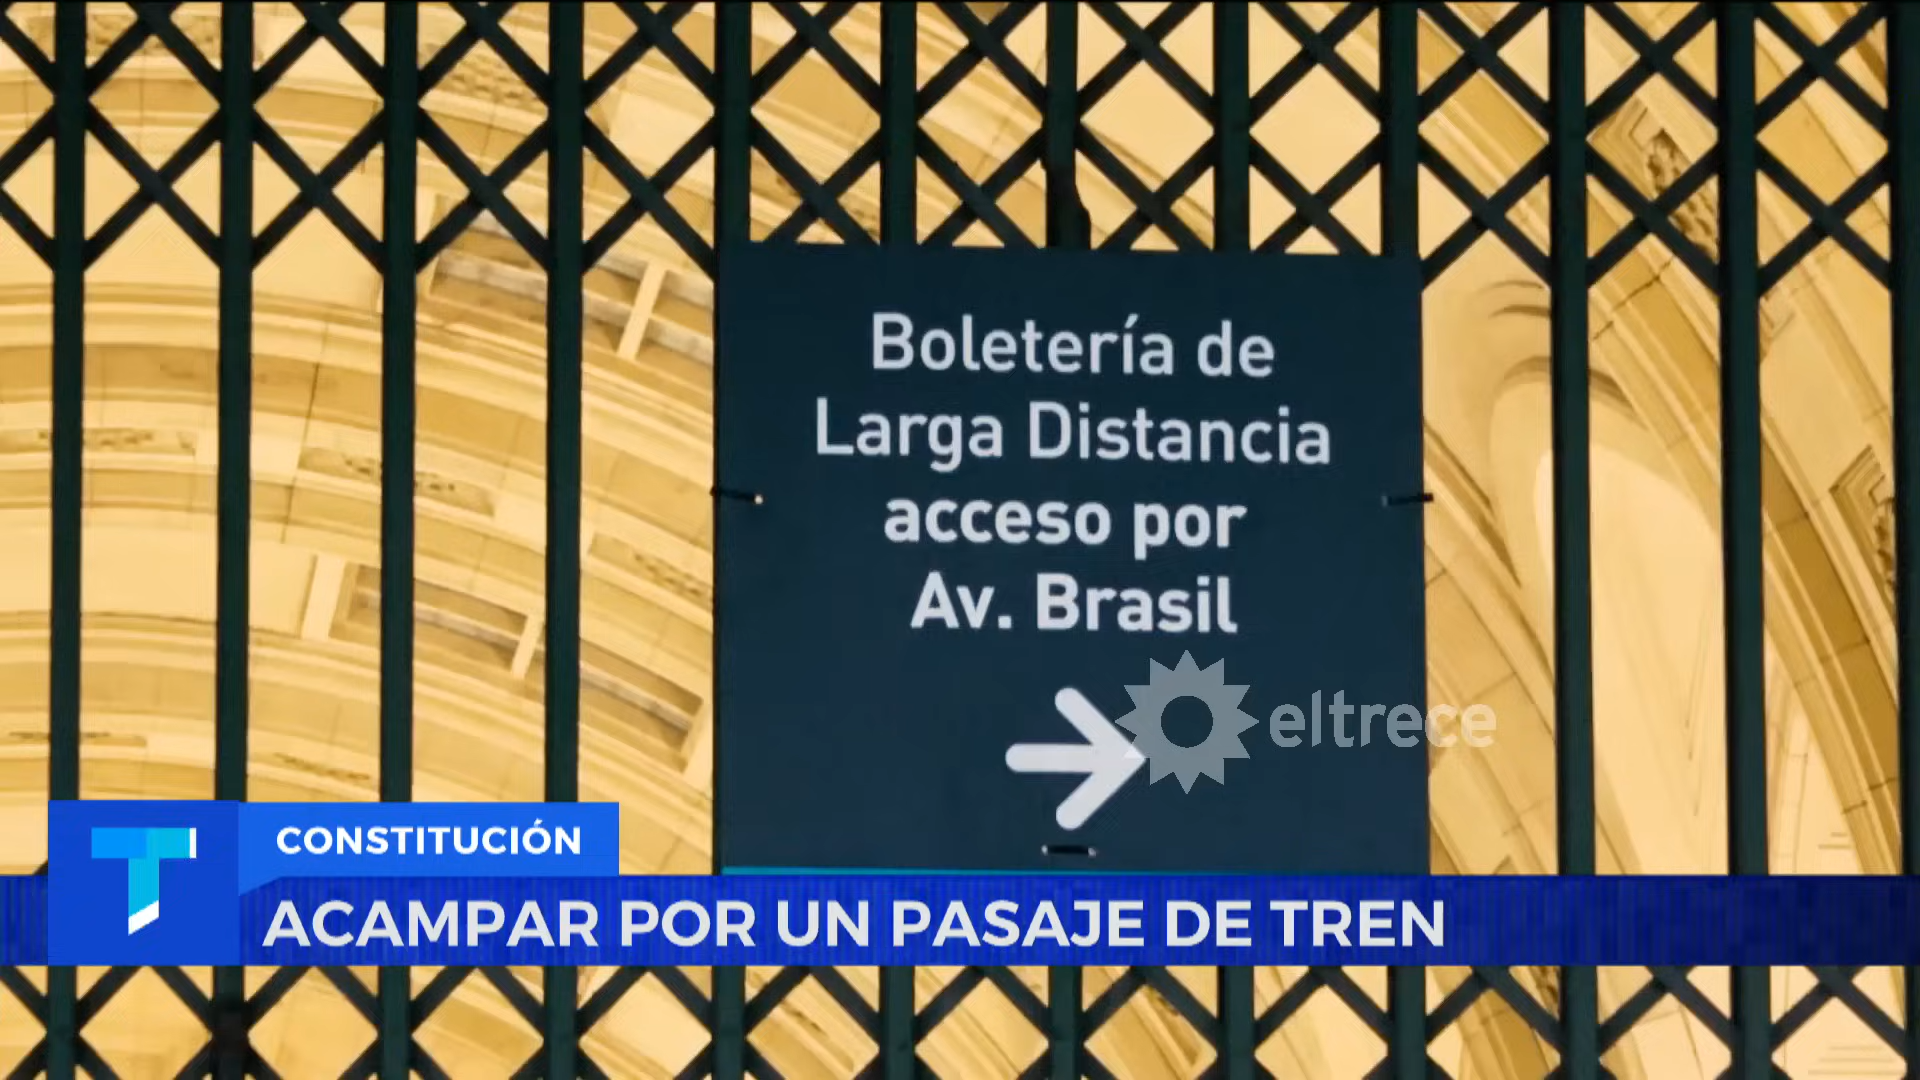 Boletería de
Larga Distancia
acceso por
Av. Brasil
eltrece
CONSTITUCIÓN
ACAMPAR POR UN PASAJE DE TREN